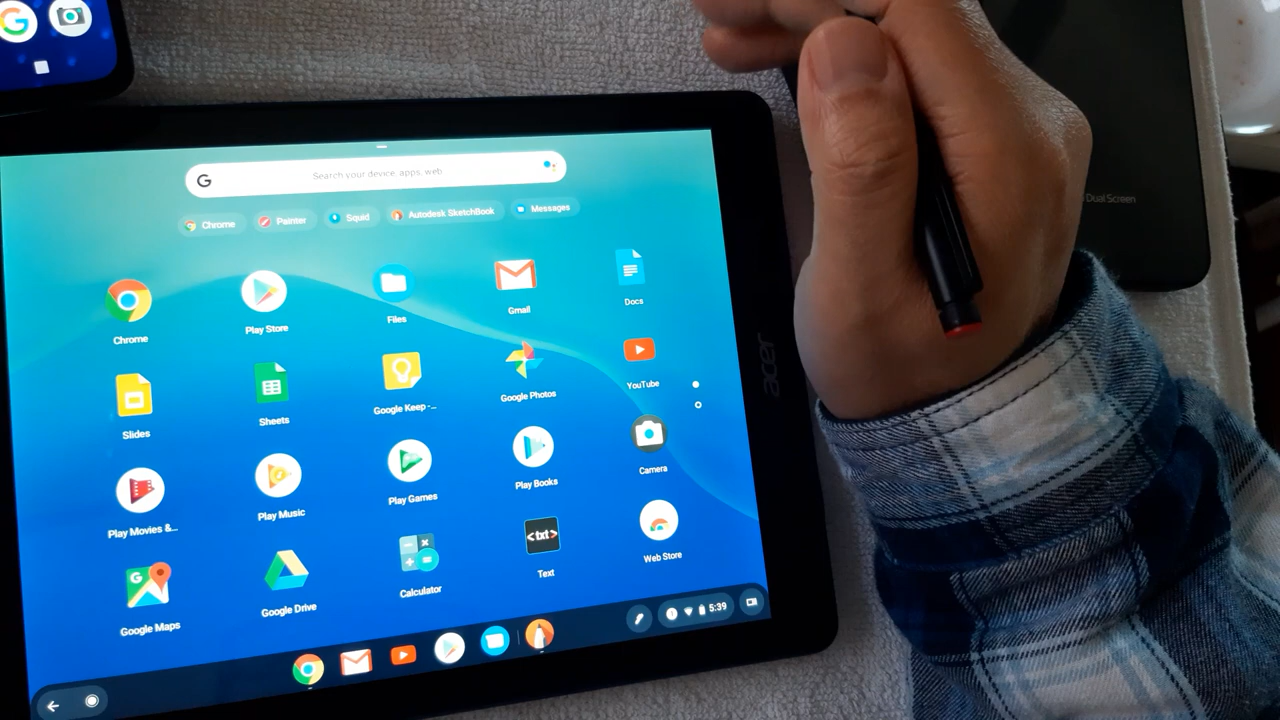 Search your device, apps, web
Chrome
Painter
Squid
Autodesk SketchBook
Messages
Chrome
Play Store
Files
Gmail
Docs
Slides
Sheets
Google Keep -...
Google Photos
YouTube
Play Movies &...
Play Music
Play Games
Play Books
Camera
Google Maps
Google Drive
Calculator
<txt>
Text
Web Store
5:39
acer
Dual Screen